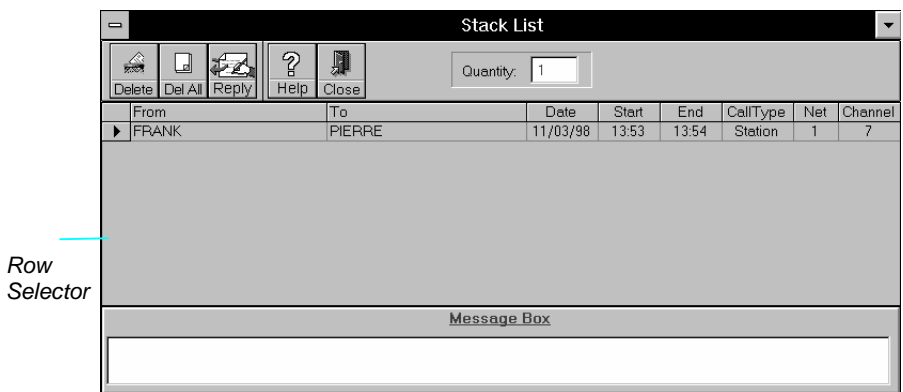 Stack List
Delete Del All Reply Help Close Quantity: 1
From To Date Start End CallType Net Channel
FRANK PIERRE 11/03/98 13:53 13:54 Station 1 7
Row
Selector
Message Box